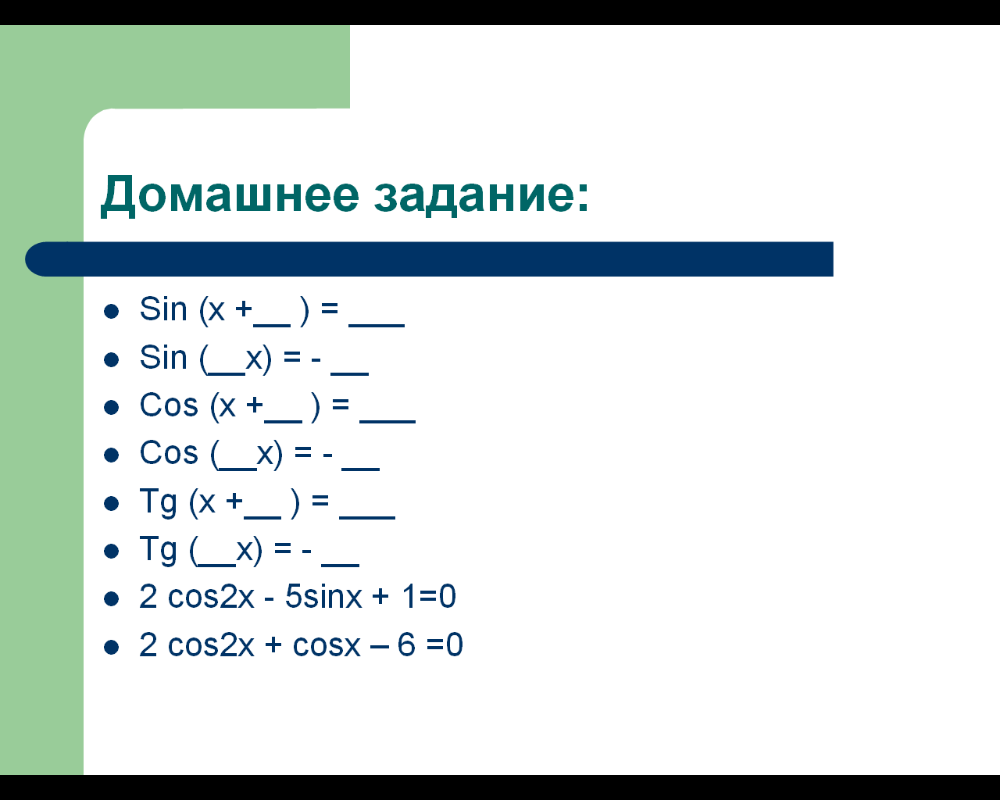 Домашнее задание:
Sin (x +__ ) = ___
Sin (__x) = - __
Cos (x +__ ) = ___
Cos (__x) = - __
Tg (x +__ ) = ___
Tg (__x) = - __
2 cos2x - 5sinx + 1=0
2 cos2x + cosx – 6 =0